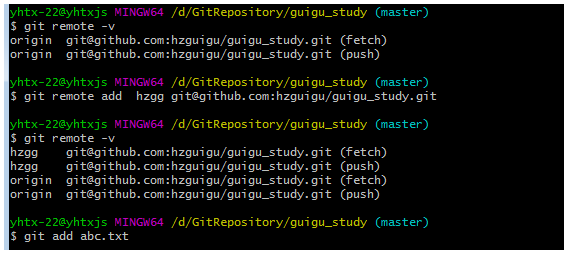 yhtx-22@yhtxjs MINGW64 /d/GitRepository/guigu_study (master)
$ git remote -v
origin  git@github.com:hzguigu/guigu_study.git (fetch)
origin  git@github.com:hzguigu/guigu_study.git (push)
yhtx-22@yhtxjs MINGW64 /d/GitRepository/guigu_study (master)
$ git remote add  hzgg git@github.com:hzguigu/guigu_study.git
yhtx-22@yhtxjs MINGW64 /d/GitRepository/guigu_study (master)
$ git remote -v
hzgg    git@github.com:hzguigu/guigu_study.git (fetch)
hzgg    git@github.com:hzguigu/guigu_study.git (push)
origin  git@github.com:hzguigu/guigu_study.git (fetch)
origin  git@github.com:hzguigu/guigu_study.git (push)
yhtx-22@yhtxjs MINGW64 /d/GitRepository/guigu_study (master)
$ git add abc.txt